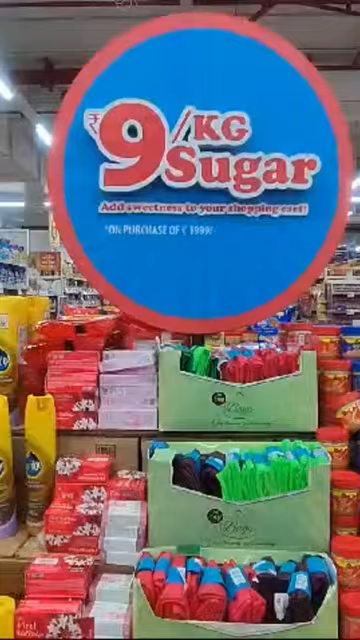 ₹9/KG
Sugar
Add sweetness to your shopping cart!
*ON PURCHASE OF ₹ 1999/-